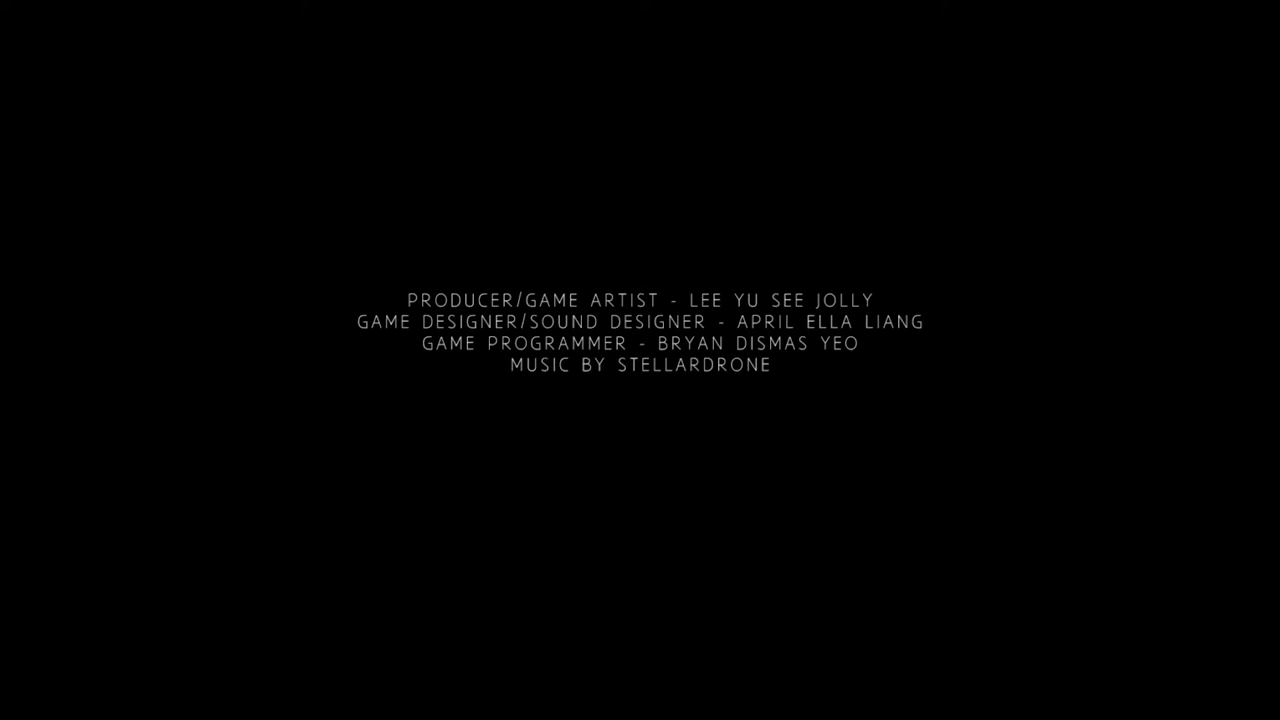 PRODUCER/GAME ARTIST - LEE YU SEE JOLLY
GAME DESIGNER/SOUND DESIGNER - APRIL ELLA LIANG
GAME PROGRAMMER - BRYAN DISMAS YEO
MUSIC BY STELLARDRONE